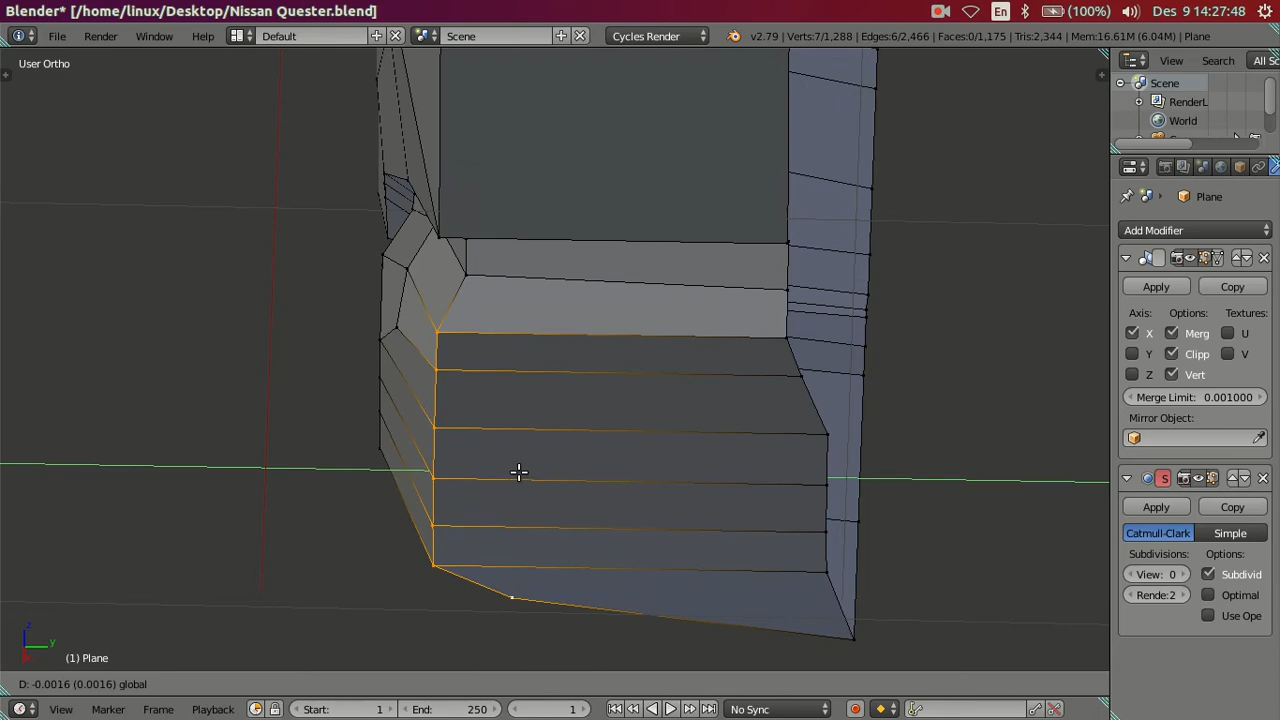 Blender* [/home/linux/Desktop/Nissan Quester.blend]
En (100%) Des 9 14:27:48
File Render Window Help Default Scene Cycles Render v2.79 | Verts:7/1,288 | Edges:6/2,466 | Faces:0/1,175 | Tris:2,344 | Mem:16.61M (6.04M) | Plane
User Ortho
View Search All Sc
Scene
RenderL
World
Plane
Add Modifier
Apply Copy
Axis: Options: Textures:
X Merg U
Y Clipp V
Z Vert
Merge Limit: 0.001000
Mirror Object:
S
Apply Copy
Catmull-Clark Simple
Subdivisions: Options:
View: 0 Subdivid
Rende: 2 Optimal
Use Ope
z
y
(1) Plane
D: -0.0016 (0.0016) global
View Marker Frame Playback Start: 1 End: 250 1 No Sync